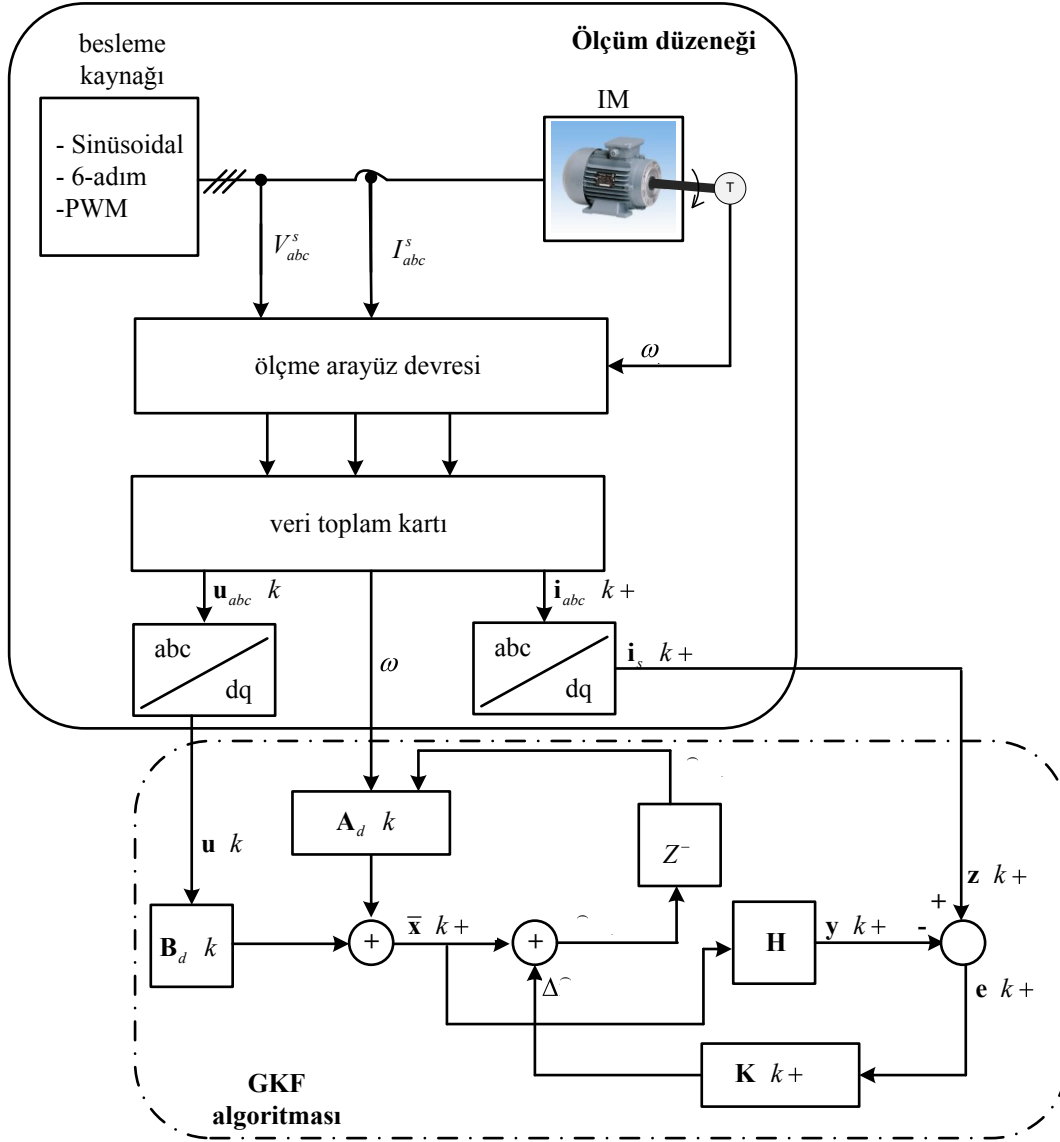 besleme
kaynağı
Ölçüm düzeneği
- Sinüsoidal
- 6-adım
-PWM
IM
T
V^s_abc
I^s_abc
ω
ölçme arayüz devresi
veri toplam kartı
u_abc k
i_abc k+
abc
dq
ω
abc
dq
i_s k+
A_d k
Z^-
u k
z k+
B_d k
+
x̄ k+
+
H
y k+
+
-
Δ
e k+
K k+
GKF
algoritması